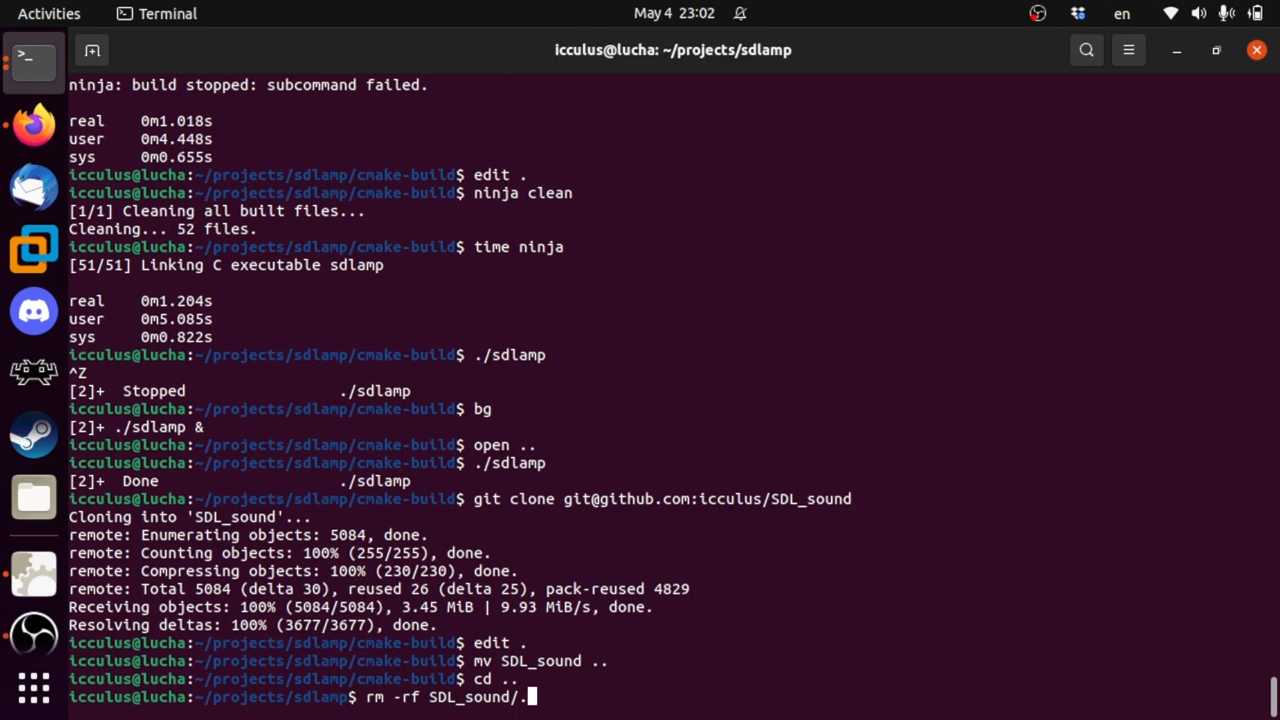 Activities Terminal May 4 23:02 en
icculus@lucha: ~/projects/sdlamp
ninja: build stopped: subcommand failed.
real 0m1.018s
user 0m4.448s
sys 0m0.655s
icculus@lucha:~/projects/sdlamp/cmake-build$ edit .
icculus@lucha:~/projects/sdlamp/cmake-build$ ninja clean
[1/1] Cleaning all built files...
Cleaning... 52 files.
icculus@lucha:~/projects/sdlamp/cmake-build$ time ninja
[51/51] Linking C executable sdlamp
real 0m1.204s
user 0m5.085s
sys 0m0.822s
icculus@lucha:~/projects/sdlamp/cmake-build$ ./sdlamp
^Z
[2]+ Stopped ./sdlamp
icculus@lucha:~/projects/sdlamp/cmake-build$ bg
[2]+ ./sdlamp &
icculus@lucha:~/projects/sdlamp/cmake-build$ open ..
icculus@lucha:~/projects/sdlamp/cmake-build$ ./sdlamp
[2]+ Done ./sdlamp
icculus@lucha:~/projects/sdlamp/cmake-build$ git clone git@github.com:icculus/SDL_sound
Cloning into 'SDL_sound'...
remote: Enumerating objects: 5084, done.
remote: Counting objects: 100% (255/255), done.
remote: Compressing objects: 100% (230/230), done.
remote: Total 5084 (delta 30), reused 26 (delta 25), pack-reused 4829
Receiving objects: 100% (5084/5084), 3.45 MiB | 9.93 MiB/s, done.
Resolving deltas: 100% (3677/3677), done.
icculus@lucha:~/projects/sdlamp/cmake-build$ edit .
icculus@lucha:~/projects/sdlamp/cmake-build$ mv SDL_sound ..
icculus@lucha:~/projects/sdlamp/cmake-build$ cd ..
icculus@lucha:~/projects/sdlamp$ rm -rf SDL_sound/.